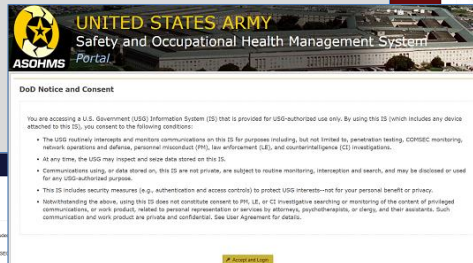 UNITED STATES ARMY
Safety and Occupational Health Management System
Portal
ASOHMS
DoD Notice and Consent
You are accessing a U.S. Government (USG) Information System (IS) that is provided for USG-authorized use only. By using this IS (which includes any device
attached to this IS), you consent to the following conditions:
• The USG routinely intercepts and monitors communications on this IS for purposes including, but not limited to, penetration testing, COMSEC monitoring,
network operations and defense, personnel misconduct (PM), law enforcement (LE), and counterintelligence (CI) investigations.
• At any time, the USG may inspect and seize data stored on this IS.
• Communications using, or data stored on, this IS are not private, are subject to routine monitoring, interception and search, and may be disclosed or used
for any USG-authorized purpose.
• This IS includes security measures (e.g., authentication and access controls) to protect USG interests--not for your personal benefit or privacy.
• Notwithstanding the above, using this IS does not constitute consent to PM, LE, or CI investigative searching or monitoring of the content of privileged
communications, or work product, related to personal representation or services by attorneys, psychotherapists, or clergy, and their assistants. Such
communication and work product are private and confidential. See User Agreement for details.
Accept and Login